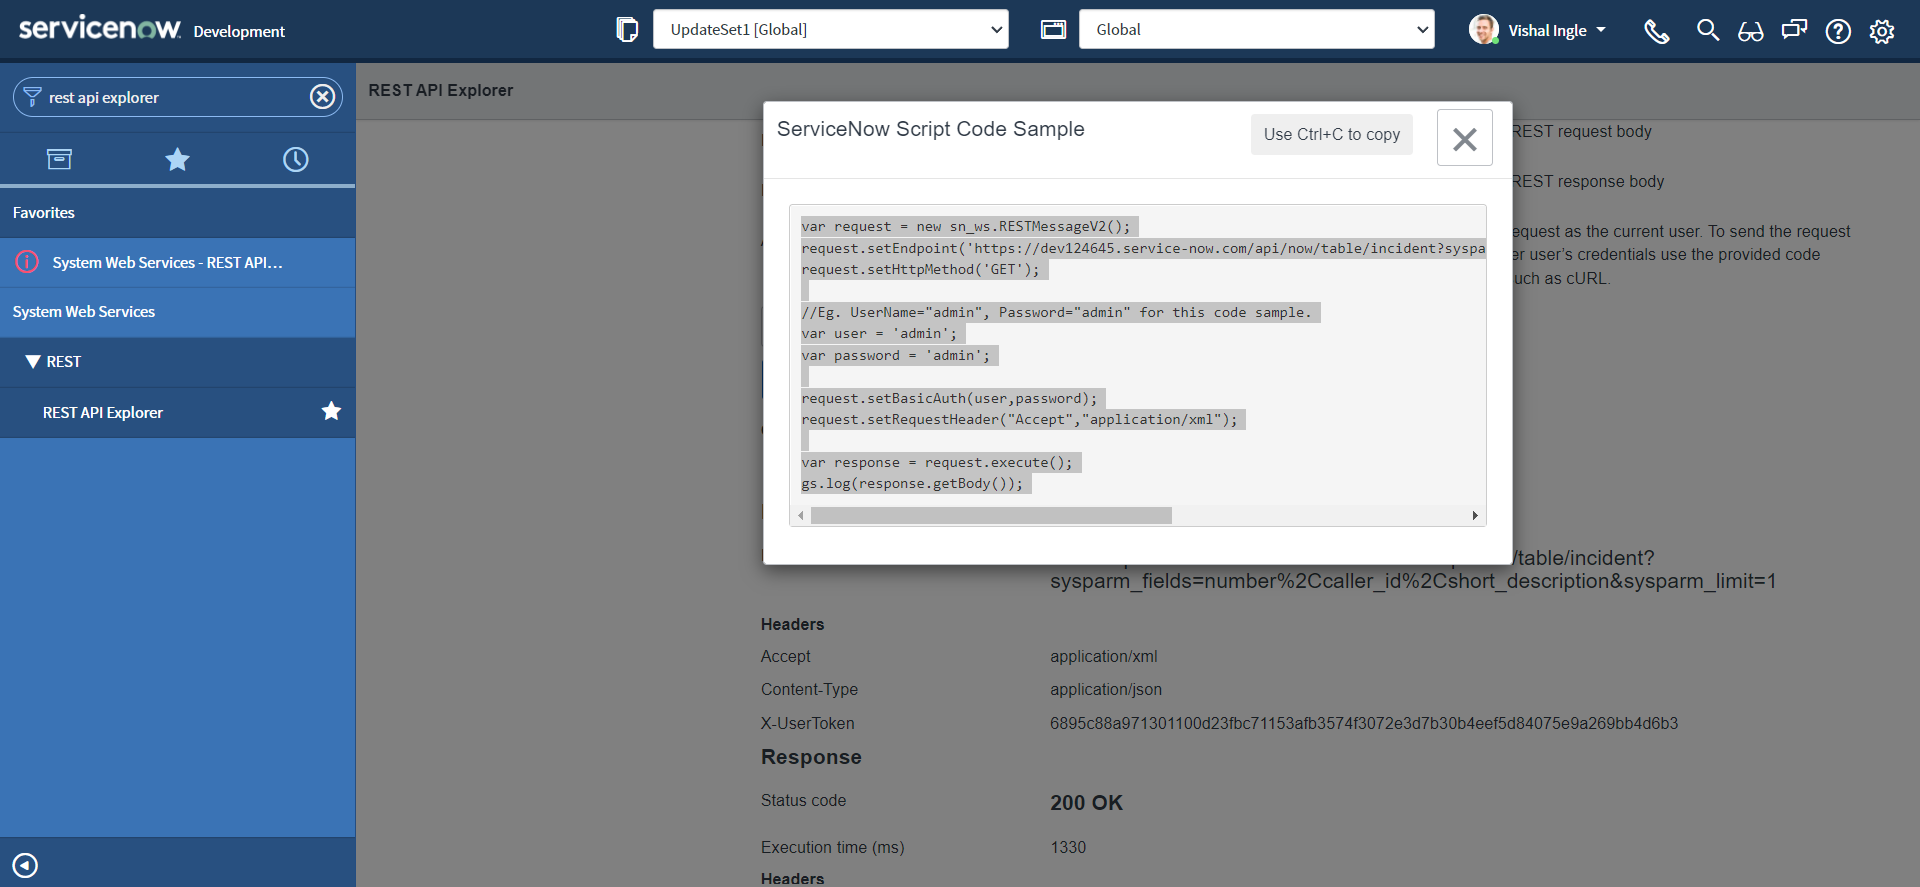 servicenow Development
UpdateSet1 [Global]
Global
Vishal Ingle
rest api explorer
Favorites
System Web Services - REST API...
System Web Services
REST
REST API Explorer
REST API Explorer
ServiceNow Script Code Sample
Use Ctrl+C to copy
var request = new sn_ws.RESTMessageV2();
request.setEndpoint('https://dev124645.service-now.com/api/now/table/incident?syspa
request.setHttpMethod('GET');
//Eg. UserName="admin", Password="admin" for this code sample.
var user = 'admin';
var password = 'admin';
request.setBasicAuth(user,password);
request.setRequestHeader("Accept","application/xml");
var response = request.execute();
gs.log(response.getBody());
REST request body
REST response body
equest as the current user. To send the request
er user's credentials use the provided code
uch as cURL.
/table/incident?
sysparm_fields=number%2Ccaller_id%2Cshort_description&sysparm_limit=1
Headers
Accept application/xml
Content-Type application/json
X-UserToken 6895c88a971301100d23fbc71153afb3574f3072e3d7b30b4eef5d84075e9a269bb4d6b3
Response
Status code 200 OK
Execution time (ms) 1330
Headers